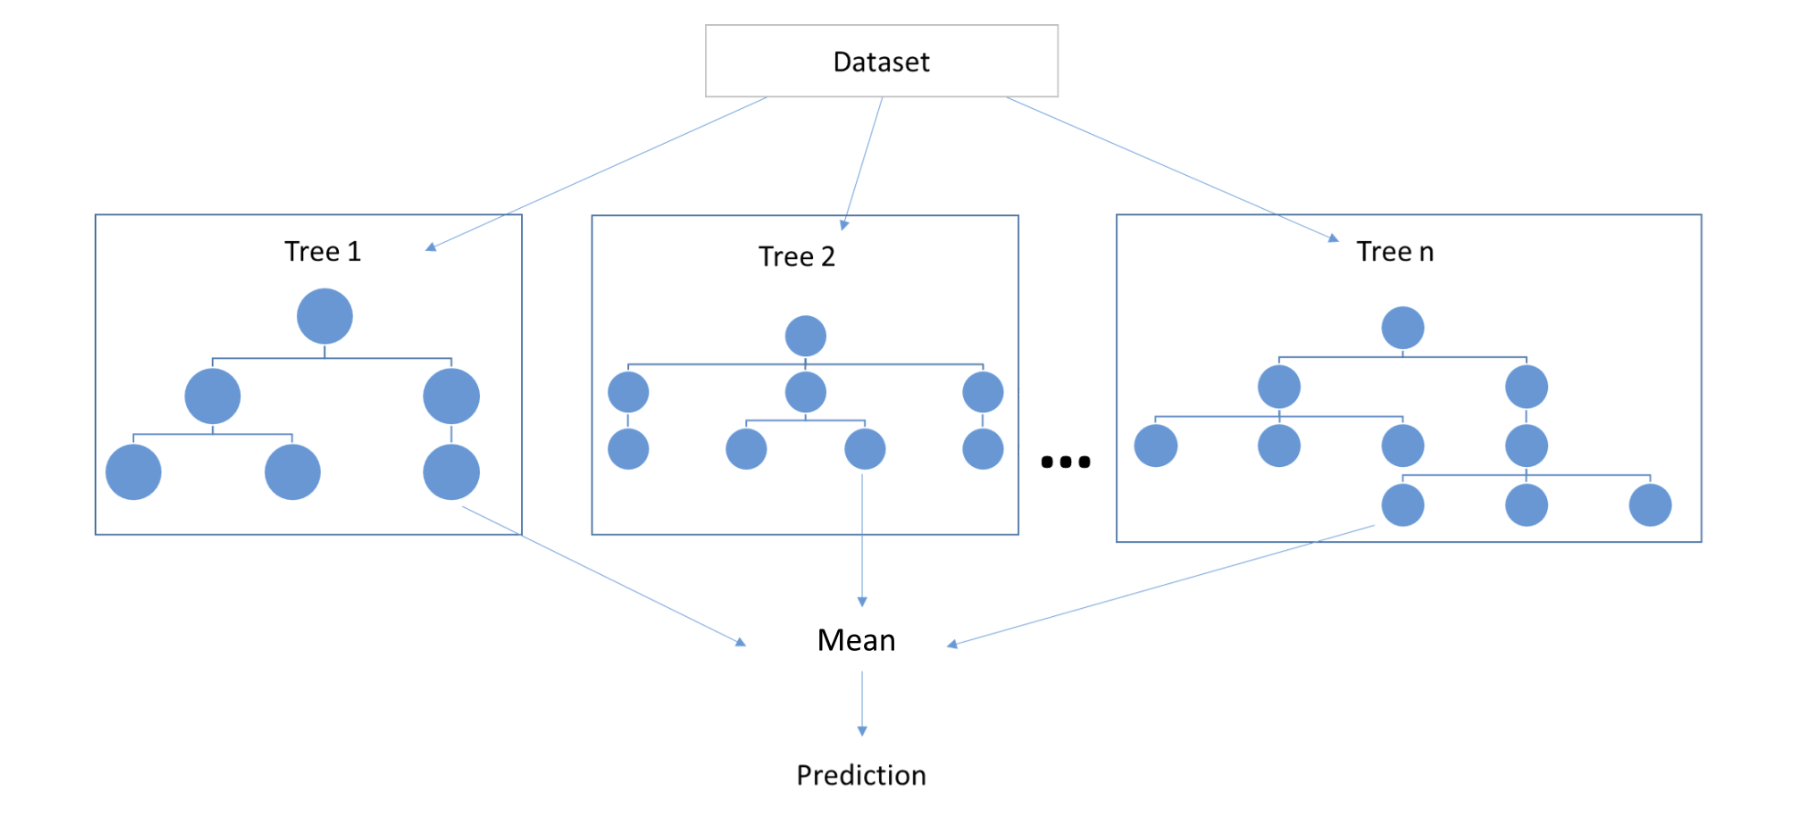 Dataset
Tree 1
Tree 2
Tree n
...
Mean
Prediction